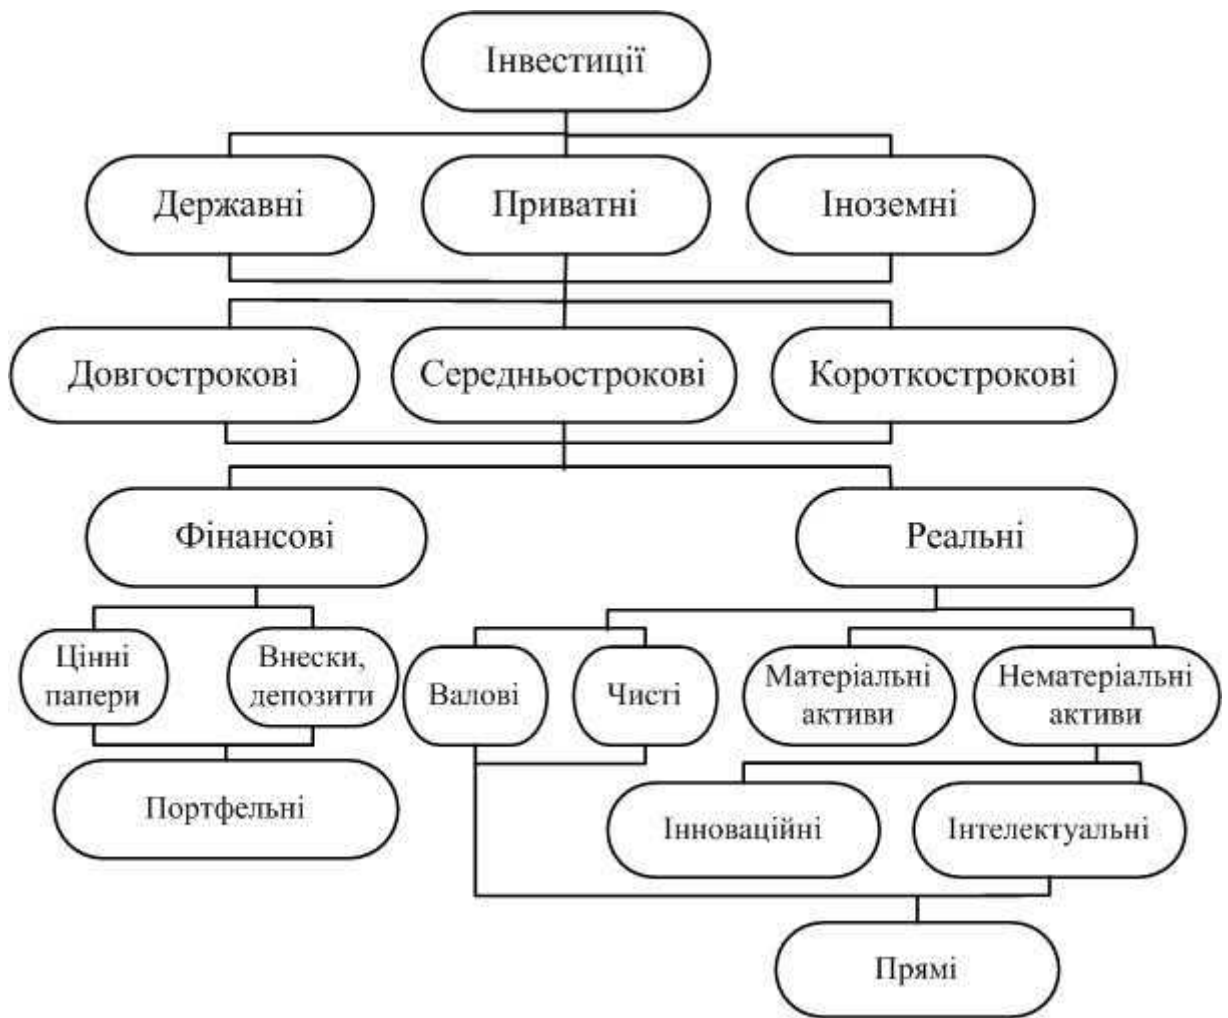 Інвестиції
Державні
Приватні
Іноземні
Довгострокові
Середньострокові
Короткострокові
Фінансові
Реальні
Цінні
папери
Внески,
депозити
Валові
Чисті
Матеріальні
активи
Нематеріальні
активи
Портфельні
Інноваційні
Інтелектуальні
Прямі